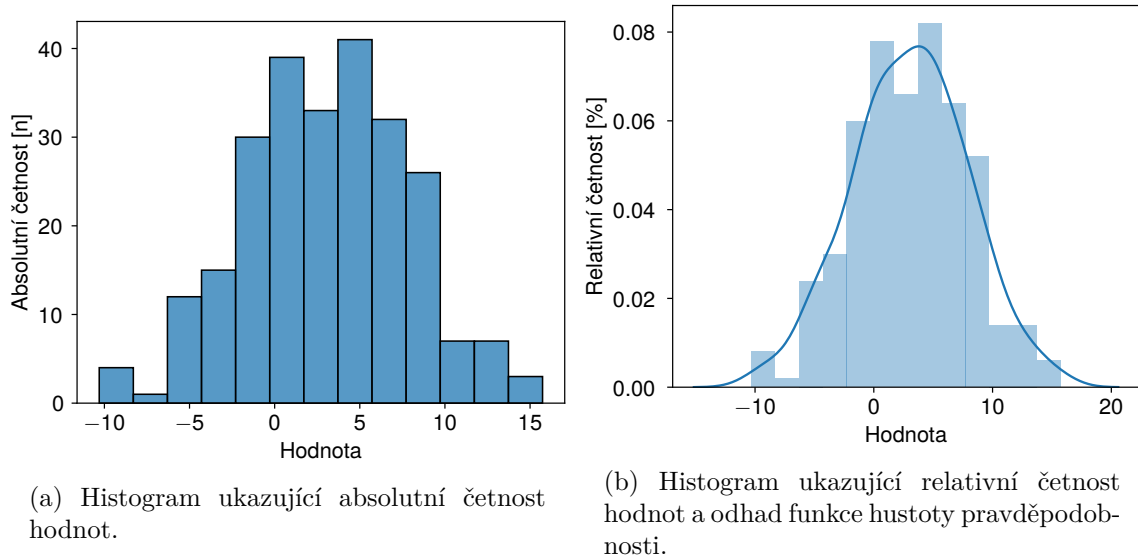 Absolutní četnost [n]
40
30
20
10
0
−10
−5
0
5
10
15
Hodnota
(a) Histogram ukazující absolutní četnost
hodnot.
Relativní četnost [%]
0.08
0.06
0.04
0.02
0.00
−10
0
10
20
Hodnota
(b) Histogram ukazující relativní četnost
hodnot a odhad funkce hustoty pravděpodob-
nosti.